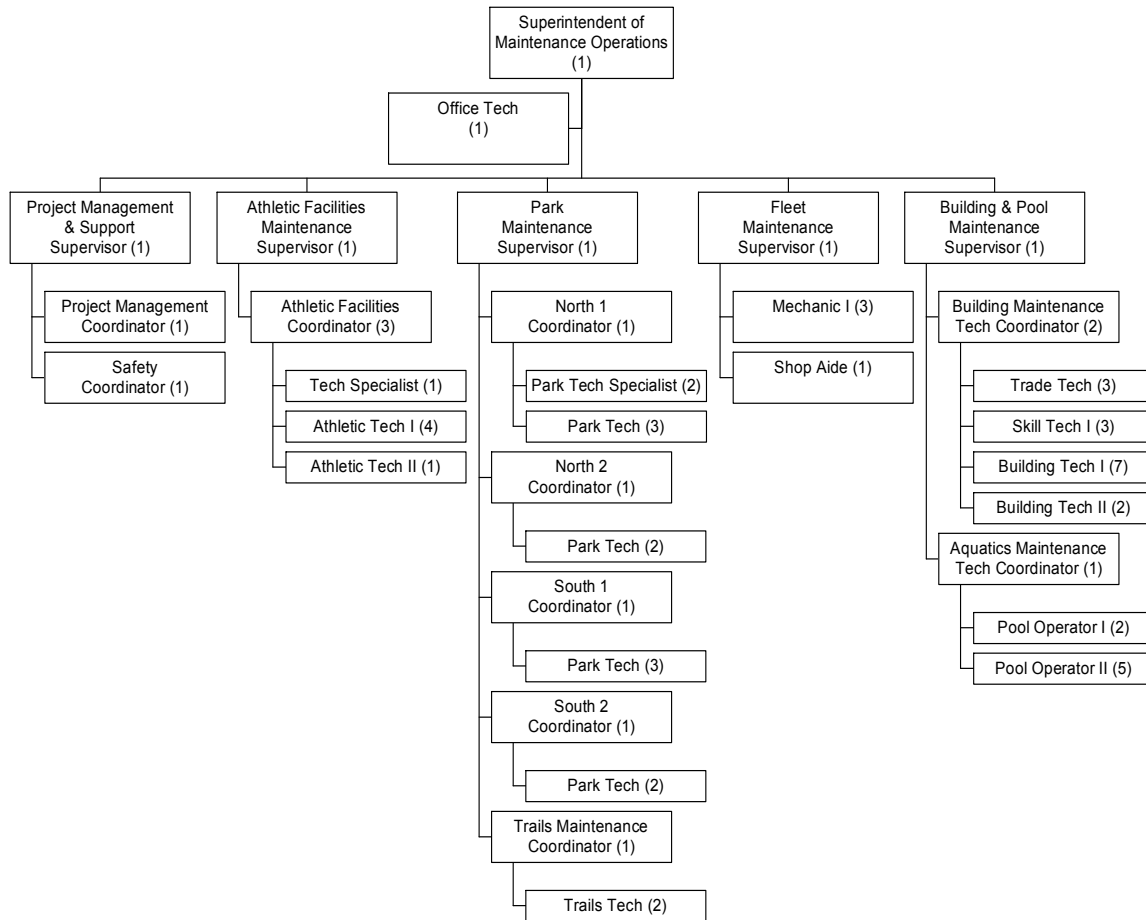 Superintendent of
Maintenance Operations
(1)
Office Tech
(1)
Project Management
& Support
Supervisor (1)
Project Management
Coordinator (1)
Safety
Coordinator (1)
Athletic Facilities
Maintenance
Supervisor (1)
Athletic Facilities
Coordinator (3)
Tech Specialist (1)
Athletic Tech I (4)
Athletic Tech II (1)
Park
Maintenance
Supervisor (1)
North 1
Coordinator (1)
Park Tech Specialist (2)
Park Tech (3)
North 2
Coordinator (1)
Park Tech (2)
South 1
Coordinator (1)
Park Tech (3)
South 2
Coordinator (1)
Park Tech (2)
Trails Maintenance
Coordinator (1)
Trails Tech (2)
Fleet
Maintenance
Supervisor (1)
Mechanic I (3)
Shop Aide (1)
Building & Pool
Maintenance
Supervisor (1)
Building Maintenance
Tech Coordinator (2)
Trade Tech (3)
Skill Tech I (3)
Building Tech I (7)
Building Tech II (2)
Aquatics Maintenance
Tech Coordinator (1)
Pool Operator I (2)
Pool Operator II (5)